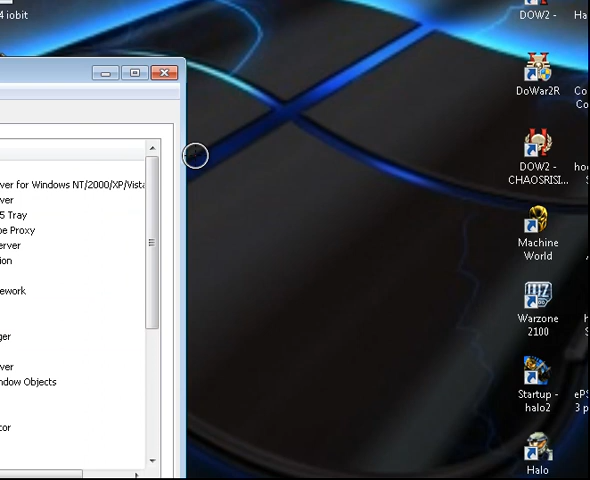 4 iobit
DOW2 -
Ha
DoWar2R
Co
Co
ver for Windows NT/2000/XP/Vista
ver
5 Tray
pe Proxy
erver
ion
ework
ger
ver
ndow Objects
tor
DOW2 -
CHAOSRISI...
ho
Machine
World
Warzone
2100
Startup -
halo2
eP
3 p
Halo